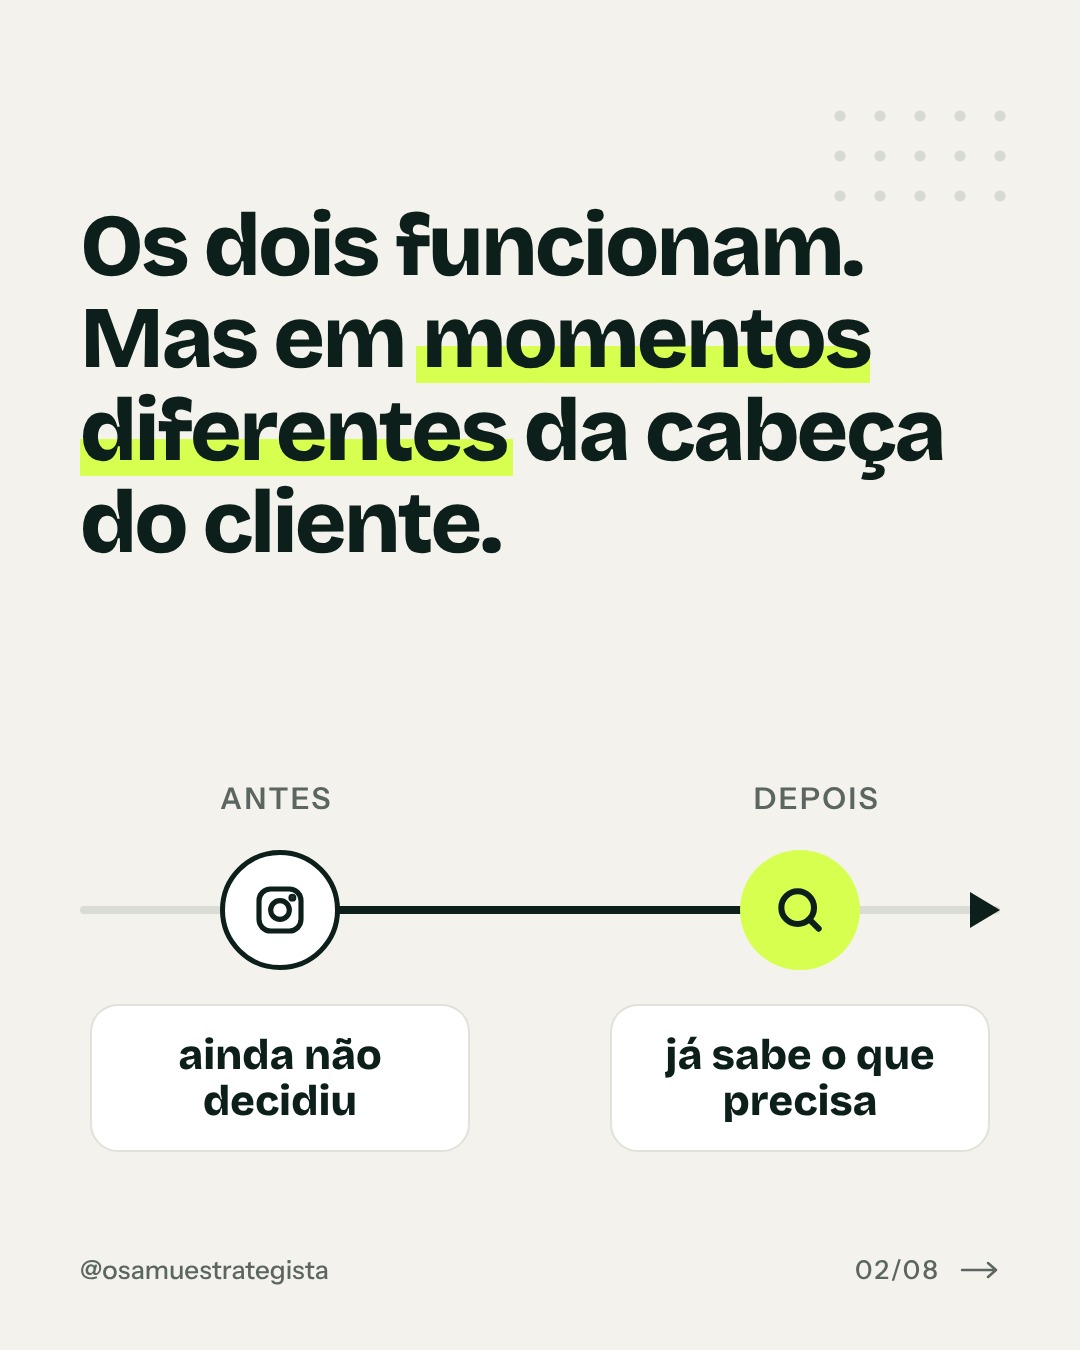 Os dois funcionam.
Mas em momentos
diferentes da cabeça
do cliente.
ANTES
DEPOIS
ainda não
decidiu
já sabe o que
precisa
@osamuestrategista
02/08